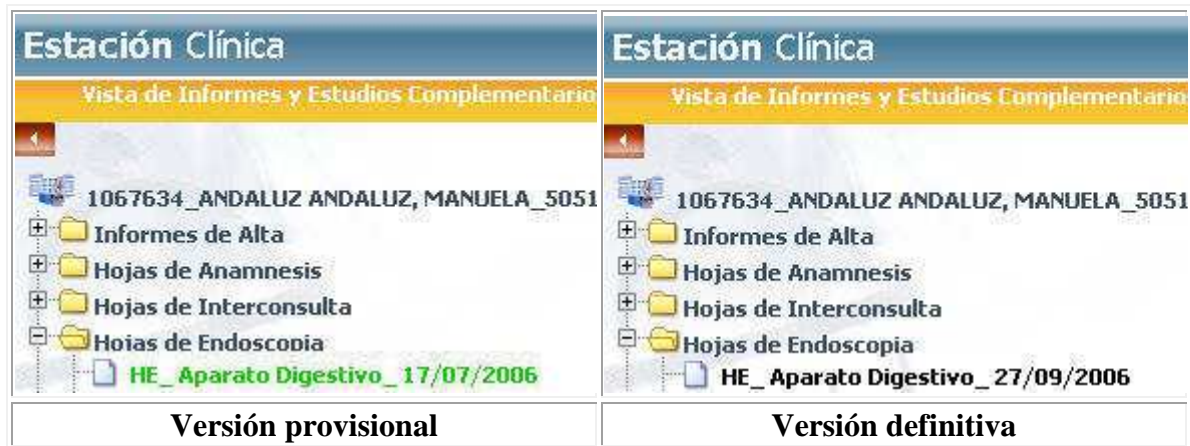 Estación Clínica
Vista de Informes y Estudios Complementario
1067634_ANDALUZ ANDALUZ, MANUELA_5051
Informes de Alta
Hojas de Anamnesis
Hojas de Interconsulta
Hojas de Endoscopia
HE_ Aparato Digestivo_ 17/07/2006
Versión provisional
Estación Clínica
Vista de Informes y Estudios Complementario
1067634_ANDALUZ ANDALUZ, MANUELA_5051
Informes de Alta
Hojas de Anamnesis
Hojas de Interconsulta
Hojas de Endoscopia
HE_ Aparato Digestivo_ 27/09/2006
Versión definitiva